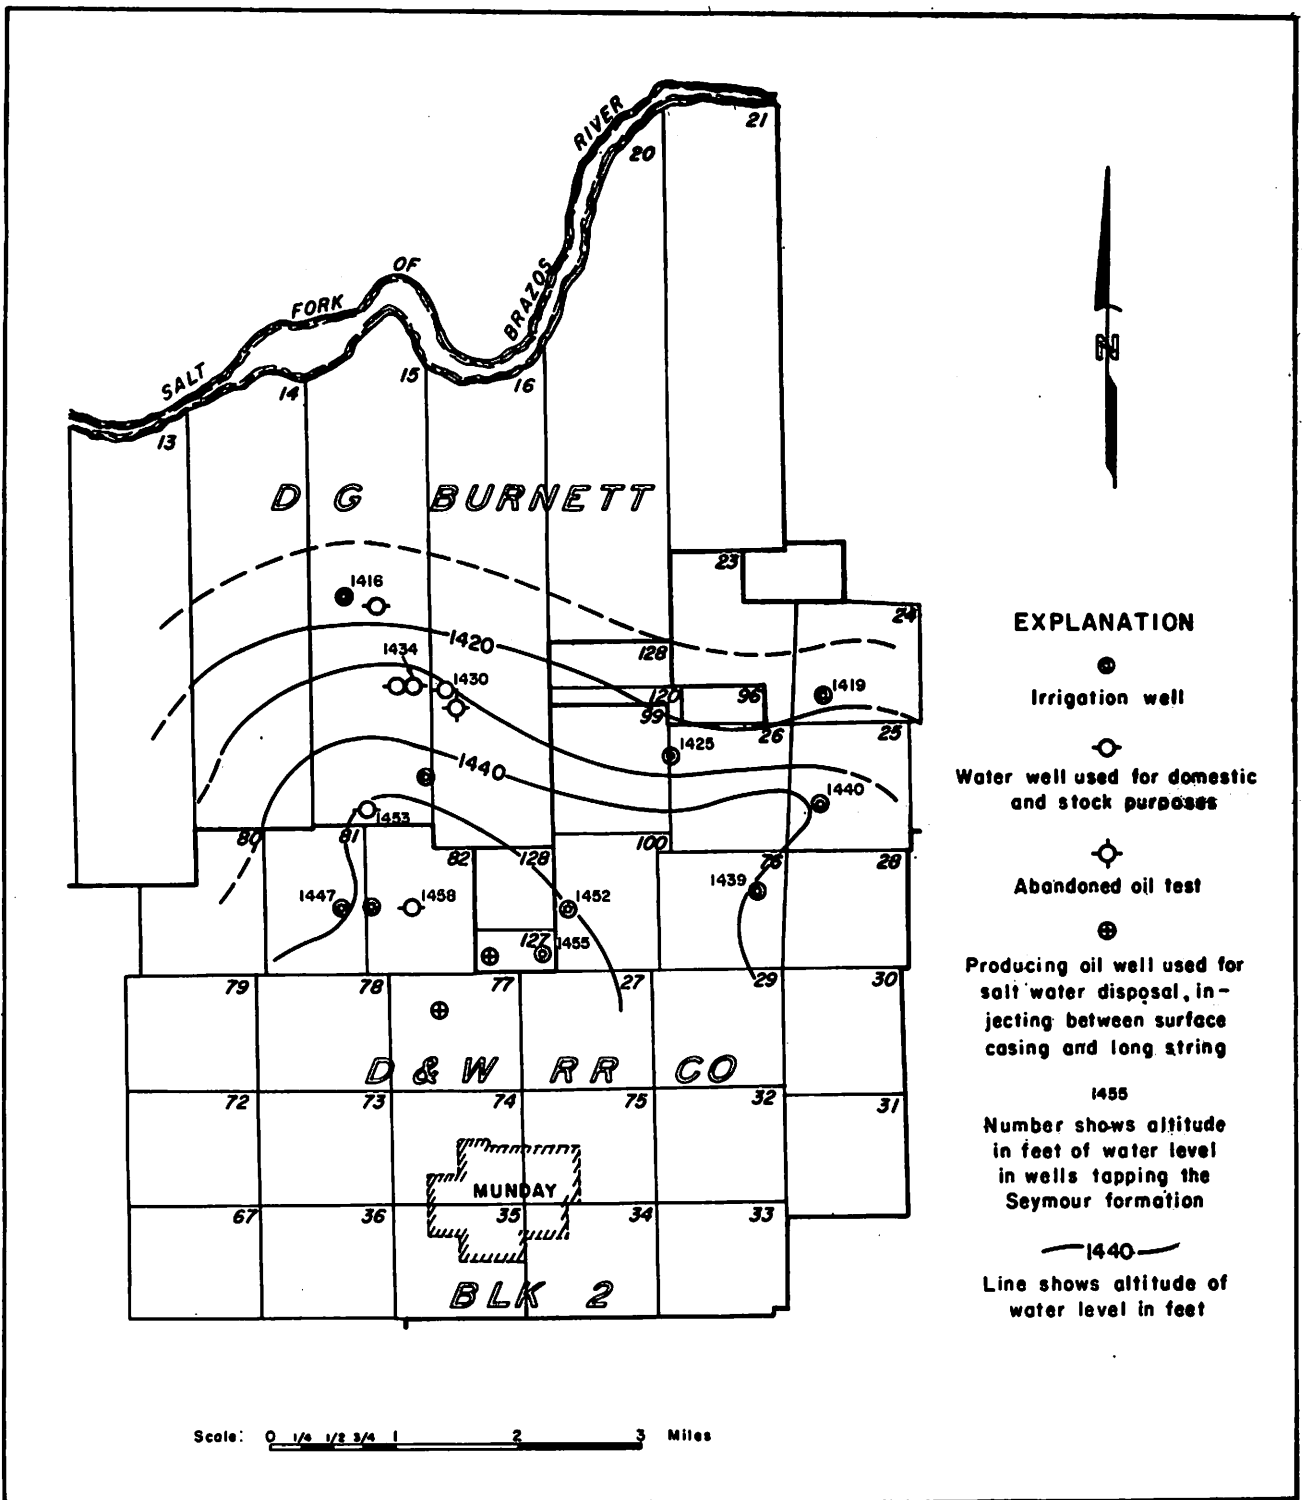 21
RIVER
20
OF
FORK
BRAZOS
SALT
15
16
14
13
N
D G BURNETT
23
1416
24
EXPLANATION
1420
128
1434
1430
120
96
1419
Irrigation well
99
26
25
1425
1440
1440
Water well used for domestic
and stock purposes
1453
80
81
82
128
100
76
28
1439
1447
1458
1452
Abandoned oil test
127
1455
Producing oil well used for
salt water disposal, in-
jecting between surface
casing and long string
79
78
77
27
29
30
D & W RR CO
72
73
74
75
32
31
1455
Number shows altitude
in feet of water level
in wells tapping the
Seymour formation
MUNDAY
67
36
35
34
33
1440
Line shows altitude of
water level in feet
BLK 2
Scale: 0 1/4 1/2 3/4 1 2 3 Miles